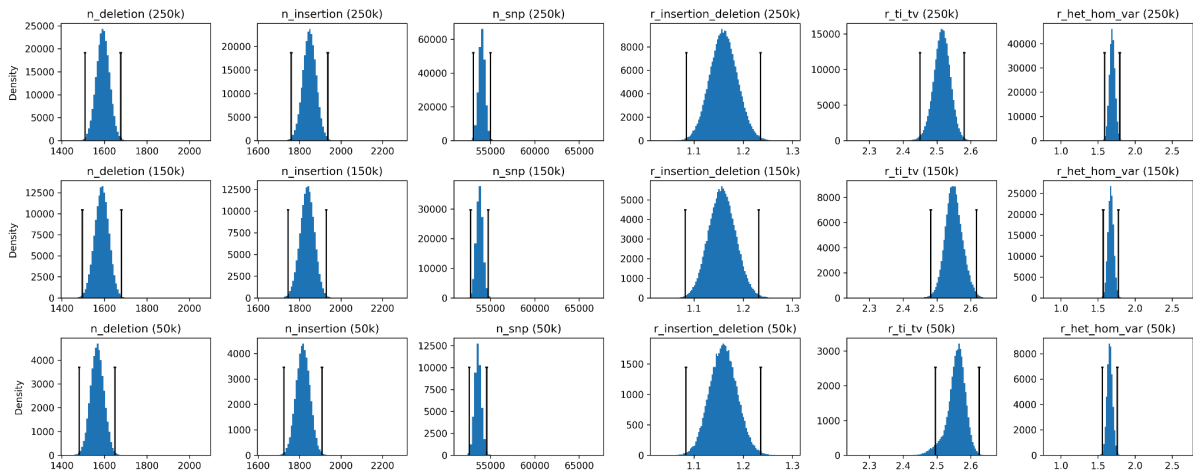 n_deletion (250k) n_insertion (250k) n_snp (250k) r_insertion_deletion (250k) r_ti_tv (250k) r_het_hom_var (250k)
Density
25000 20000 15000 10000 5000 0
20000 15000 10000 5000 0
60000 40000 20000 0
8000 6000 4000 2000 0
15000 10000 5000 0
40000 30000 20000 10000 0
1400 1600 1800 2000
1600 1800 2000 2200
55000 60000 65000
1.1 1.2 1.3
2.3 2.4 2.5 2.6
1.0 1.5 2.0 2.5
n_deletion (150k) n_insertion (150k) n_snp (150k) r_insertion_deletion (150k) r_ti_tv (150k) r_het_hom_var (150k)
Density
12500 10000 7500 5000 2500 0
12500 10000 7500 5000 2500 0
30000 20000 10000 0
5000 4000 3000 2000 1000 0
8000 6000 4000 2000 0
25000 20000 15000 10000 5000 0
1400 1600 1800 2000
1600 1800 2000 2200
55000 60000 65000
1.1 1.2 1.3
2.3 2.4 2.5 2.6
1.0 1.5 2.0 2.5
n_deletion (50k) n_insertion (50k) n_snp (50k) r_insertion_deletion (50k) r_ti_tv (50k) r_het_hom_var (50k)
Density
4000 3000 2000 1000 0
4000 3000 2000 1000 0
12500 10000 7500 5000 2500 0
1500 1000 500 0
3000 2000 1000 0
8000 6000 4000 2000 0
1400 1600 1800 2000
1600 1800 2000 2200
55000 60000 65000
1.1 1.2 1.3
2.3 2.4 2.5 2.6
1.0 1.5 2.0 2.5